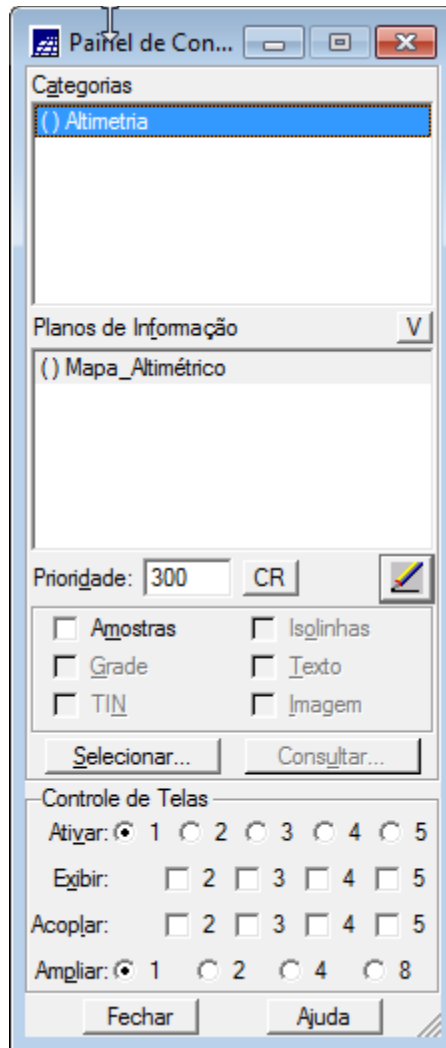 Painel de Con...
Categorias
( ) Altimetria
Planos de Informação V
( ) Mapa_Altimétrico
Prioridade: 300 CR
Amostras Isolinhas
Grade Texto
TIN Imagem
Selecionar... Consultar...
Controle de Telas
Ativar: 1 2 3 4 5
Exibir: 2 3 4 5
Acoplar: 2 3 4 5
Ampliar: 1 2 4 8
Fechar Ajuda